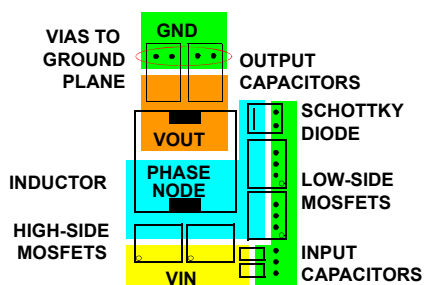 VIAS TO
GROUND
PLANE
GND
OUTPUT
CAPACITORS
SCHOTTKY
DIODE
VOUT
INDUCTOR
PHASE
NODE
LOW-SIDE
MOSFETS
HIGH-SIDE
MOSFETS
INPUT
CAPACITORS
VIN